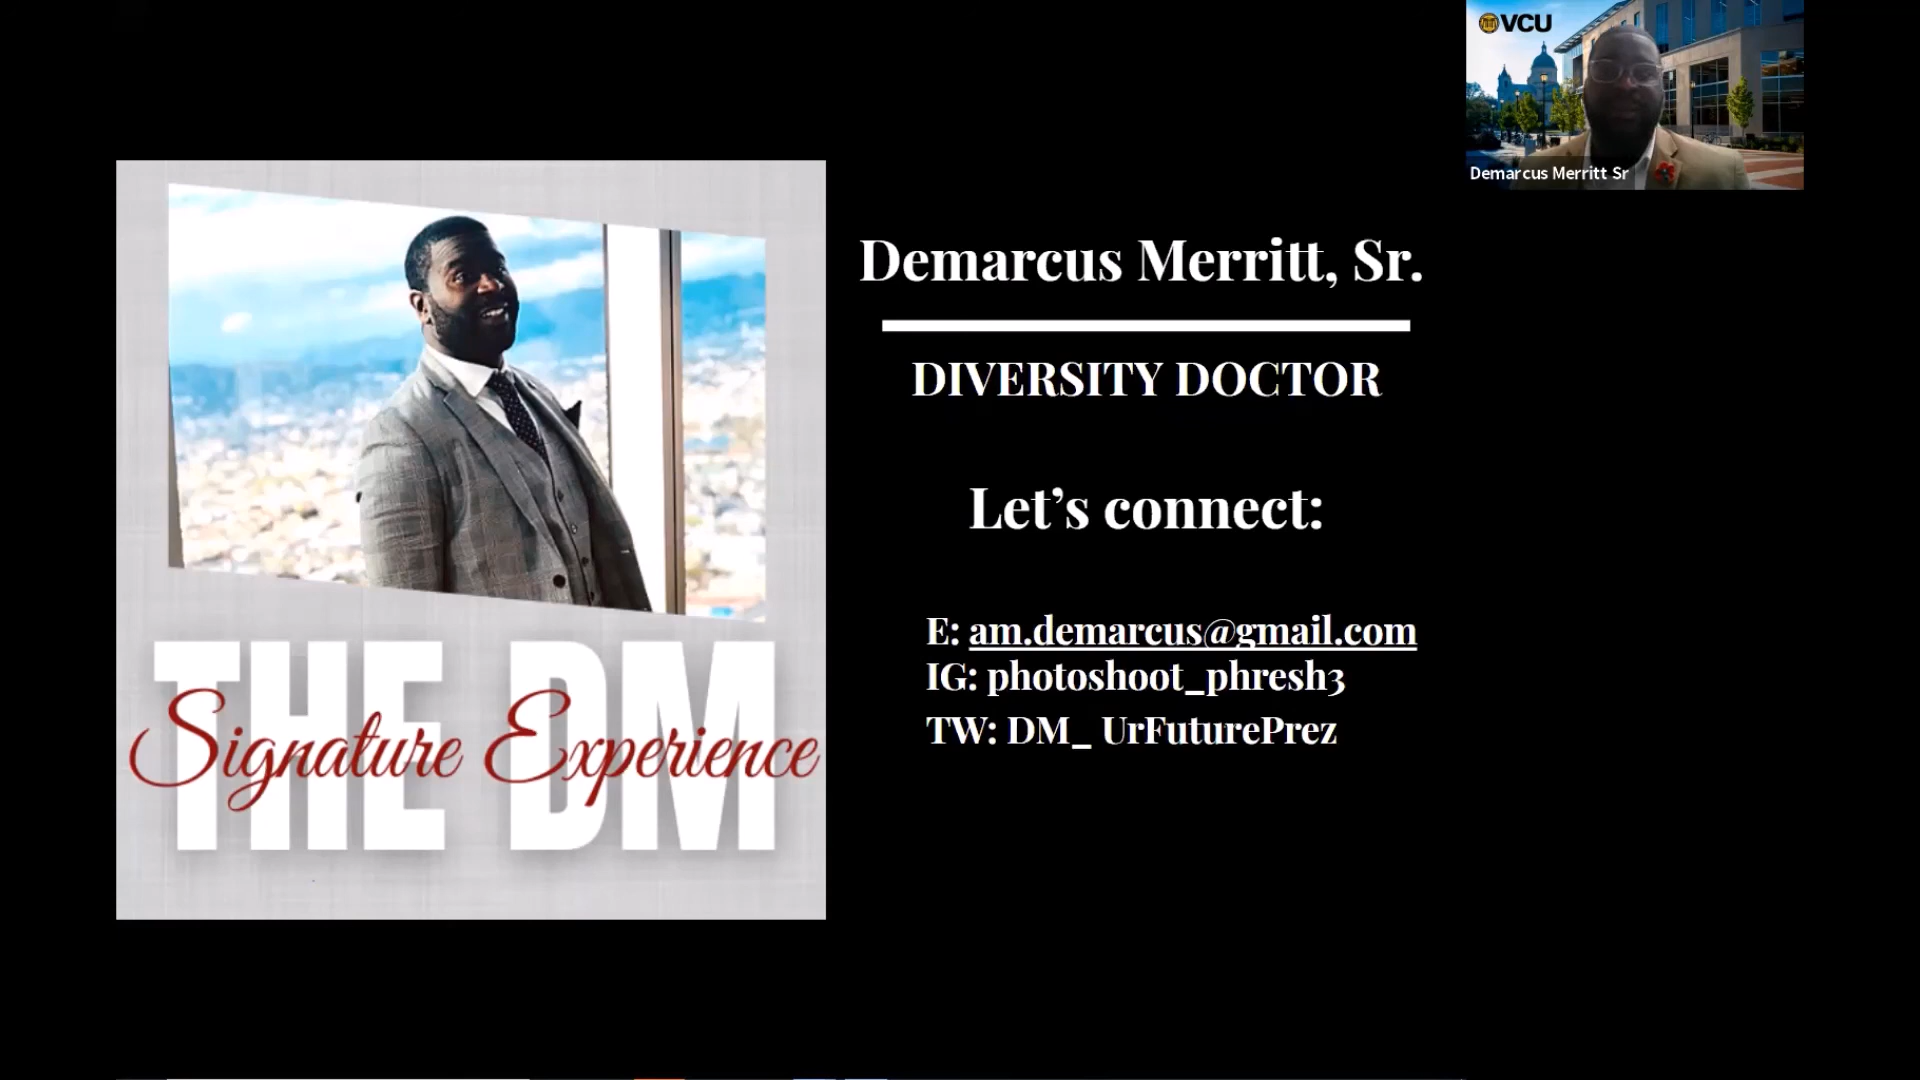 VCU
Demarcus Merritt Sr
Demarcus Merritt, Sr.
DIVERSITY DOCTOR
Let’s connect:
E: am.demarcus@gmail.com
IG: photoshoot_phresh3
TW: DM_ UrFuturePrez
THE DM
Signature Experience